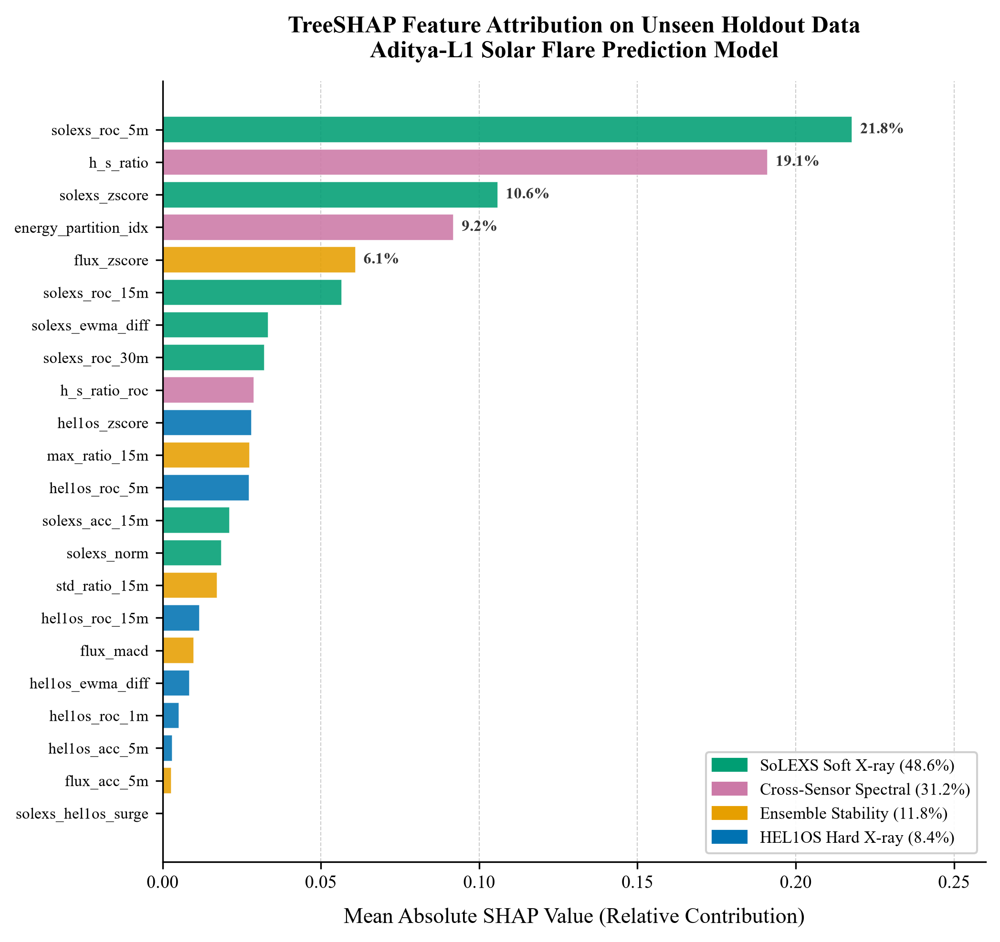 TreeSHAP Feature Attribution on Unseen Holdout Data
Aditya-L1 Solar Flare Prediction Model
solexs_roc_5m 21.8%
h_s_ratio 19.1%
solexs_zscore 10.6%
energy_partition_idx 9.2%
flux_zscore 6.1%
solexs_roc_15m
solexs_ewma_diff
solexs_roc_30m
h_s_ratio_roc
hel1os_zscore
max_ratio_15m
hel1os_roc_5m
solexs_acc_15m
solexs_norm
std_ratio_15m
hel1os_roc_15m
flux_macd
hel1os_ewma_diff
hel1os_roc_1m
hel1os_acc_5m
flux_acc_5m
solexs_hel1os_surge
SoLEXS Soft X-ray (48.6%)
Cross-Sensor Spectral (31.2%)
Ensemble Stability (11.8%)
HEL1OS Hard X-ray (8.4%)
0.00 0.05 0.10 0.15 0.20 0.25
Mean Absolute SHAP Value (Relative Contribution)